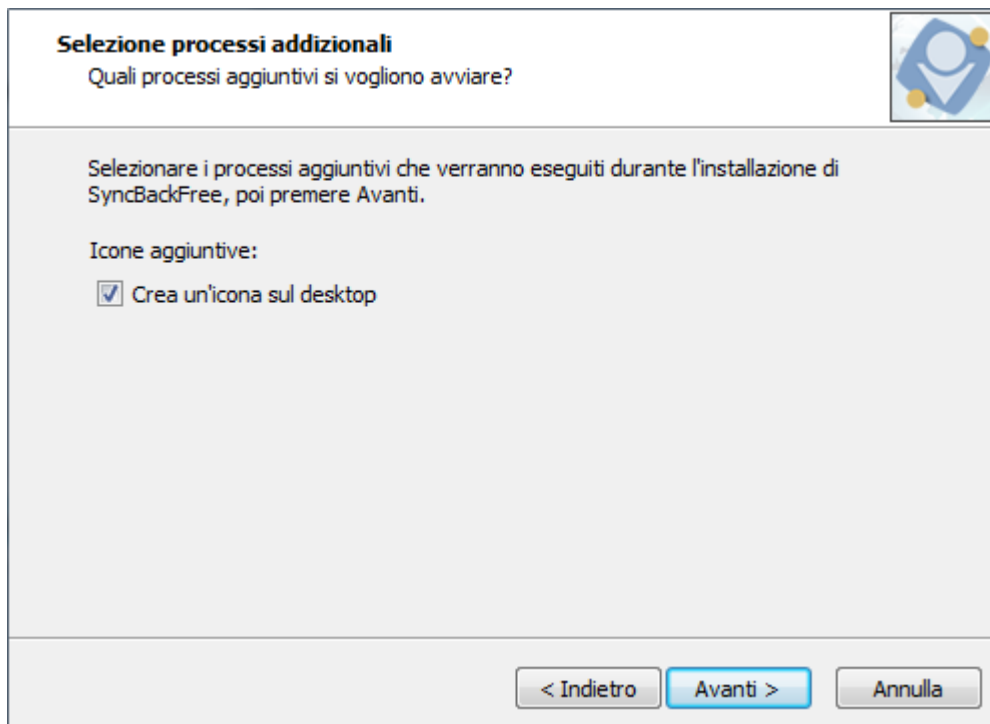 Selezione processi addizionali
Quali processi aggiuntivi si vogliono avviare?
Selezionare i processi aggiuntivi che verranno eseguiti durante l'installazione di
SyncBackFree, poi premere Avanti.
Icone aggiuntive:
Crea un'icona sul desktop
< Indietro
Avanti >
Annulla